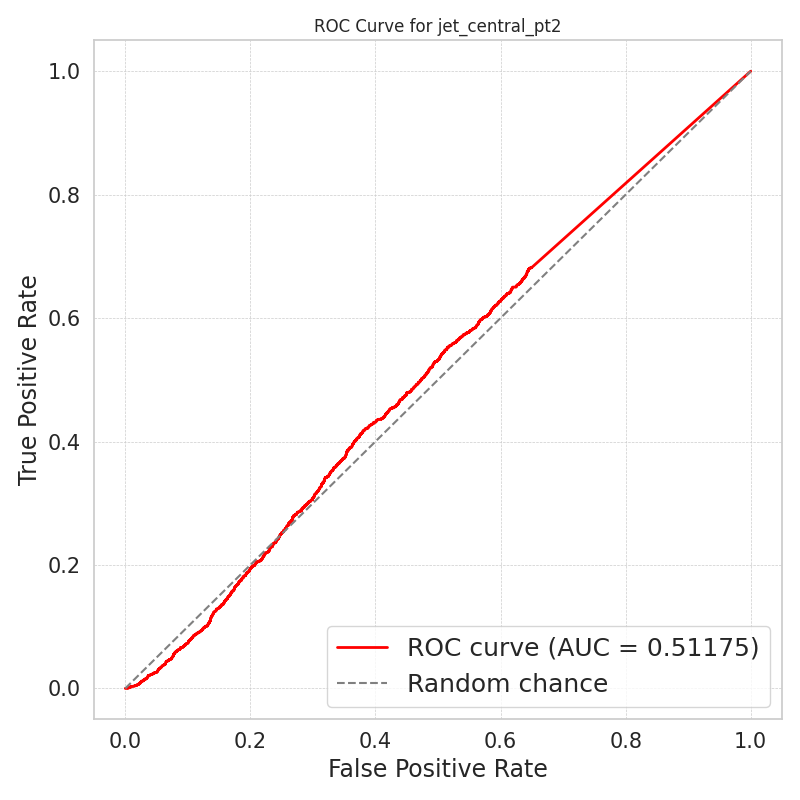 ROC Curve for jet_central_pt2
True Positive Rate
1.0
0.8
0.6
0.4
0.2
0.0
ROC curve (AUC = 0.51175)
Random chance
0.0 0.2 0.4 0.6 0.8 1.0
False Positive Rate